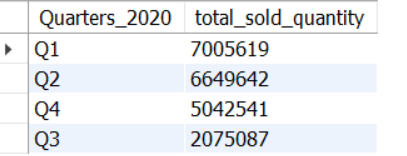 Quarters_2020 total_sold_quantity
Q1 7005619
Q2 6649642
Q4 5042541
Q3 2075087